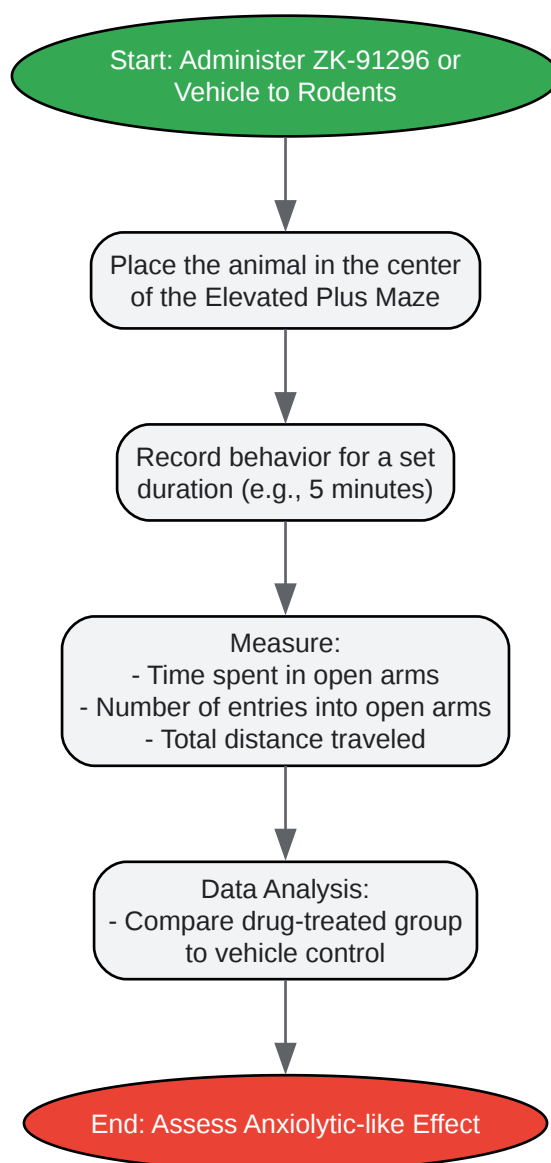 Start: Administer ZK-91296 or
Vehicle to Rodents
Place the animal in the center
of the Elevated Plus Maze
Record behavior for a set
duration (e.g., 5 minutes)
Measure:
- Time spent in open arms
- Number of entries into open arms
- Total distance traveled
Data Analysis:
- Compare drug-treated group
to vehicle control
End: Assess Anxiolytic-like Effect